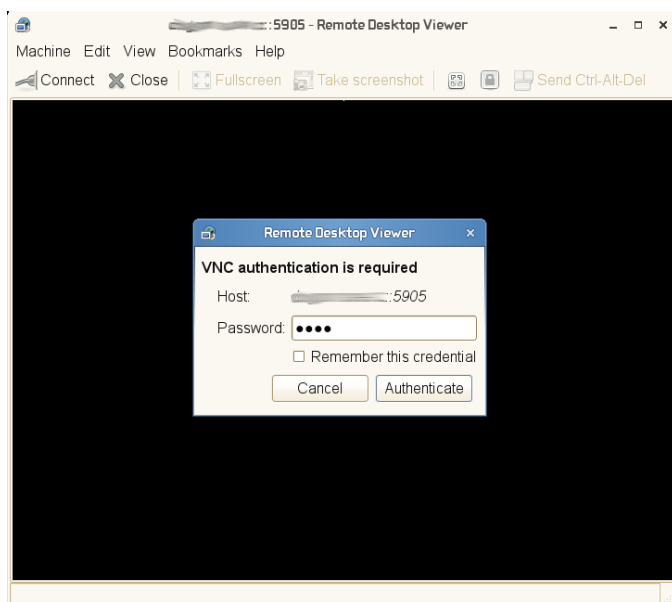 :5905 - Remote Desktop Viewer
Machine Edit View Bookmarks Help
Connect Close Fullscreen Take screenshot Send Ctrl-Alt-Del
Remote Desktop Viewer
VNC authentication is required
Host: :5905
Password: ●●●●
Remember this credential
Cancel Authenticate